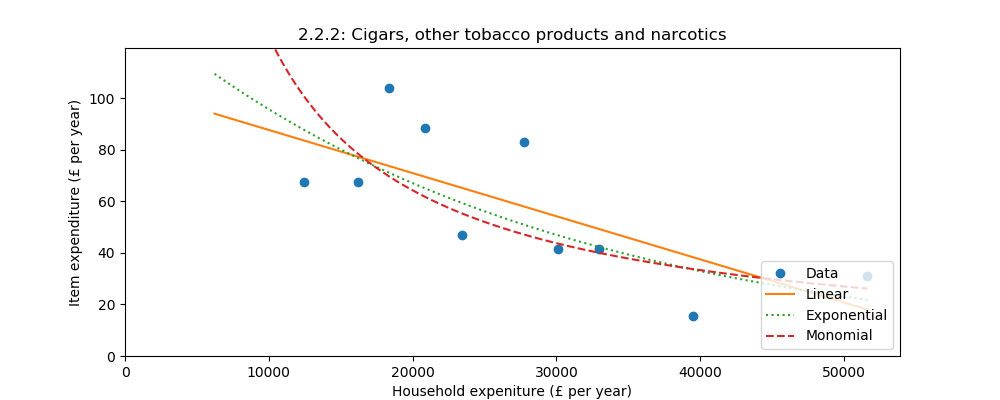 2.2.2: Cigars, other tobacco products and narcotics
Item expenditure (£ per year)
100
80
60
40
20
0
0 10000 20000 30000 40000 50000
Household expeniture (£ per year)
Data
Linear
Exponential
Monomial